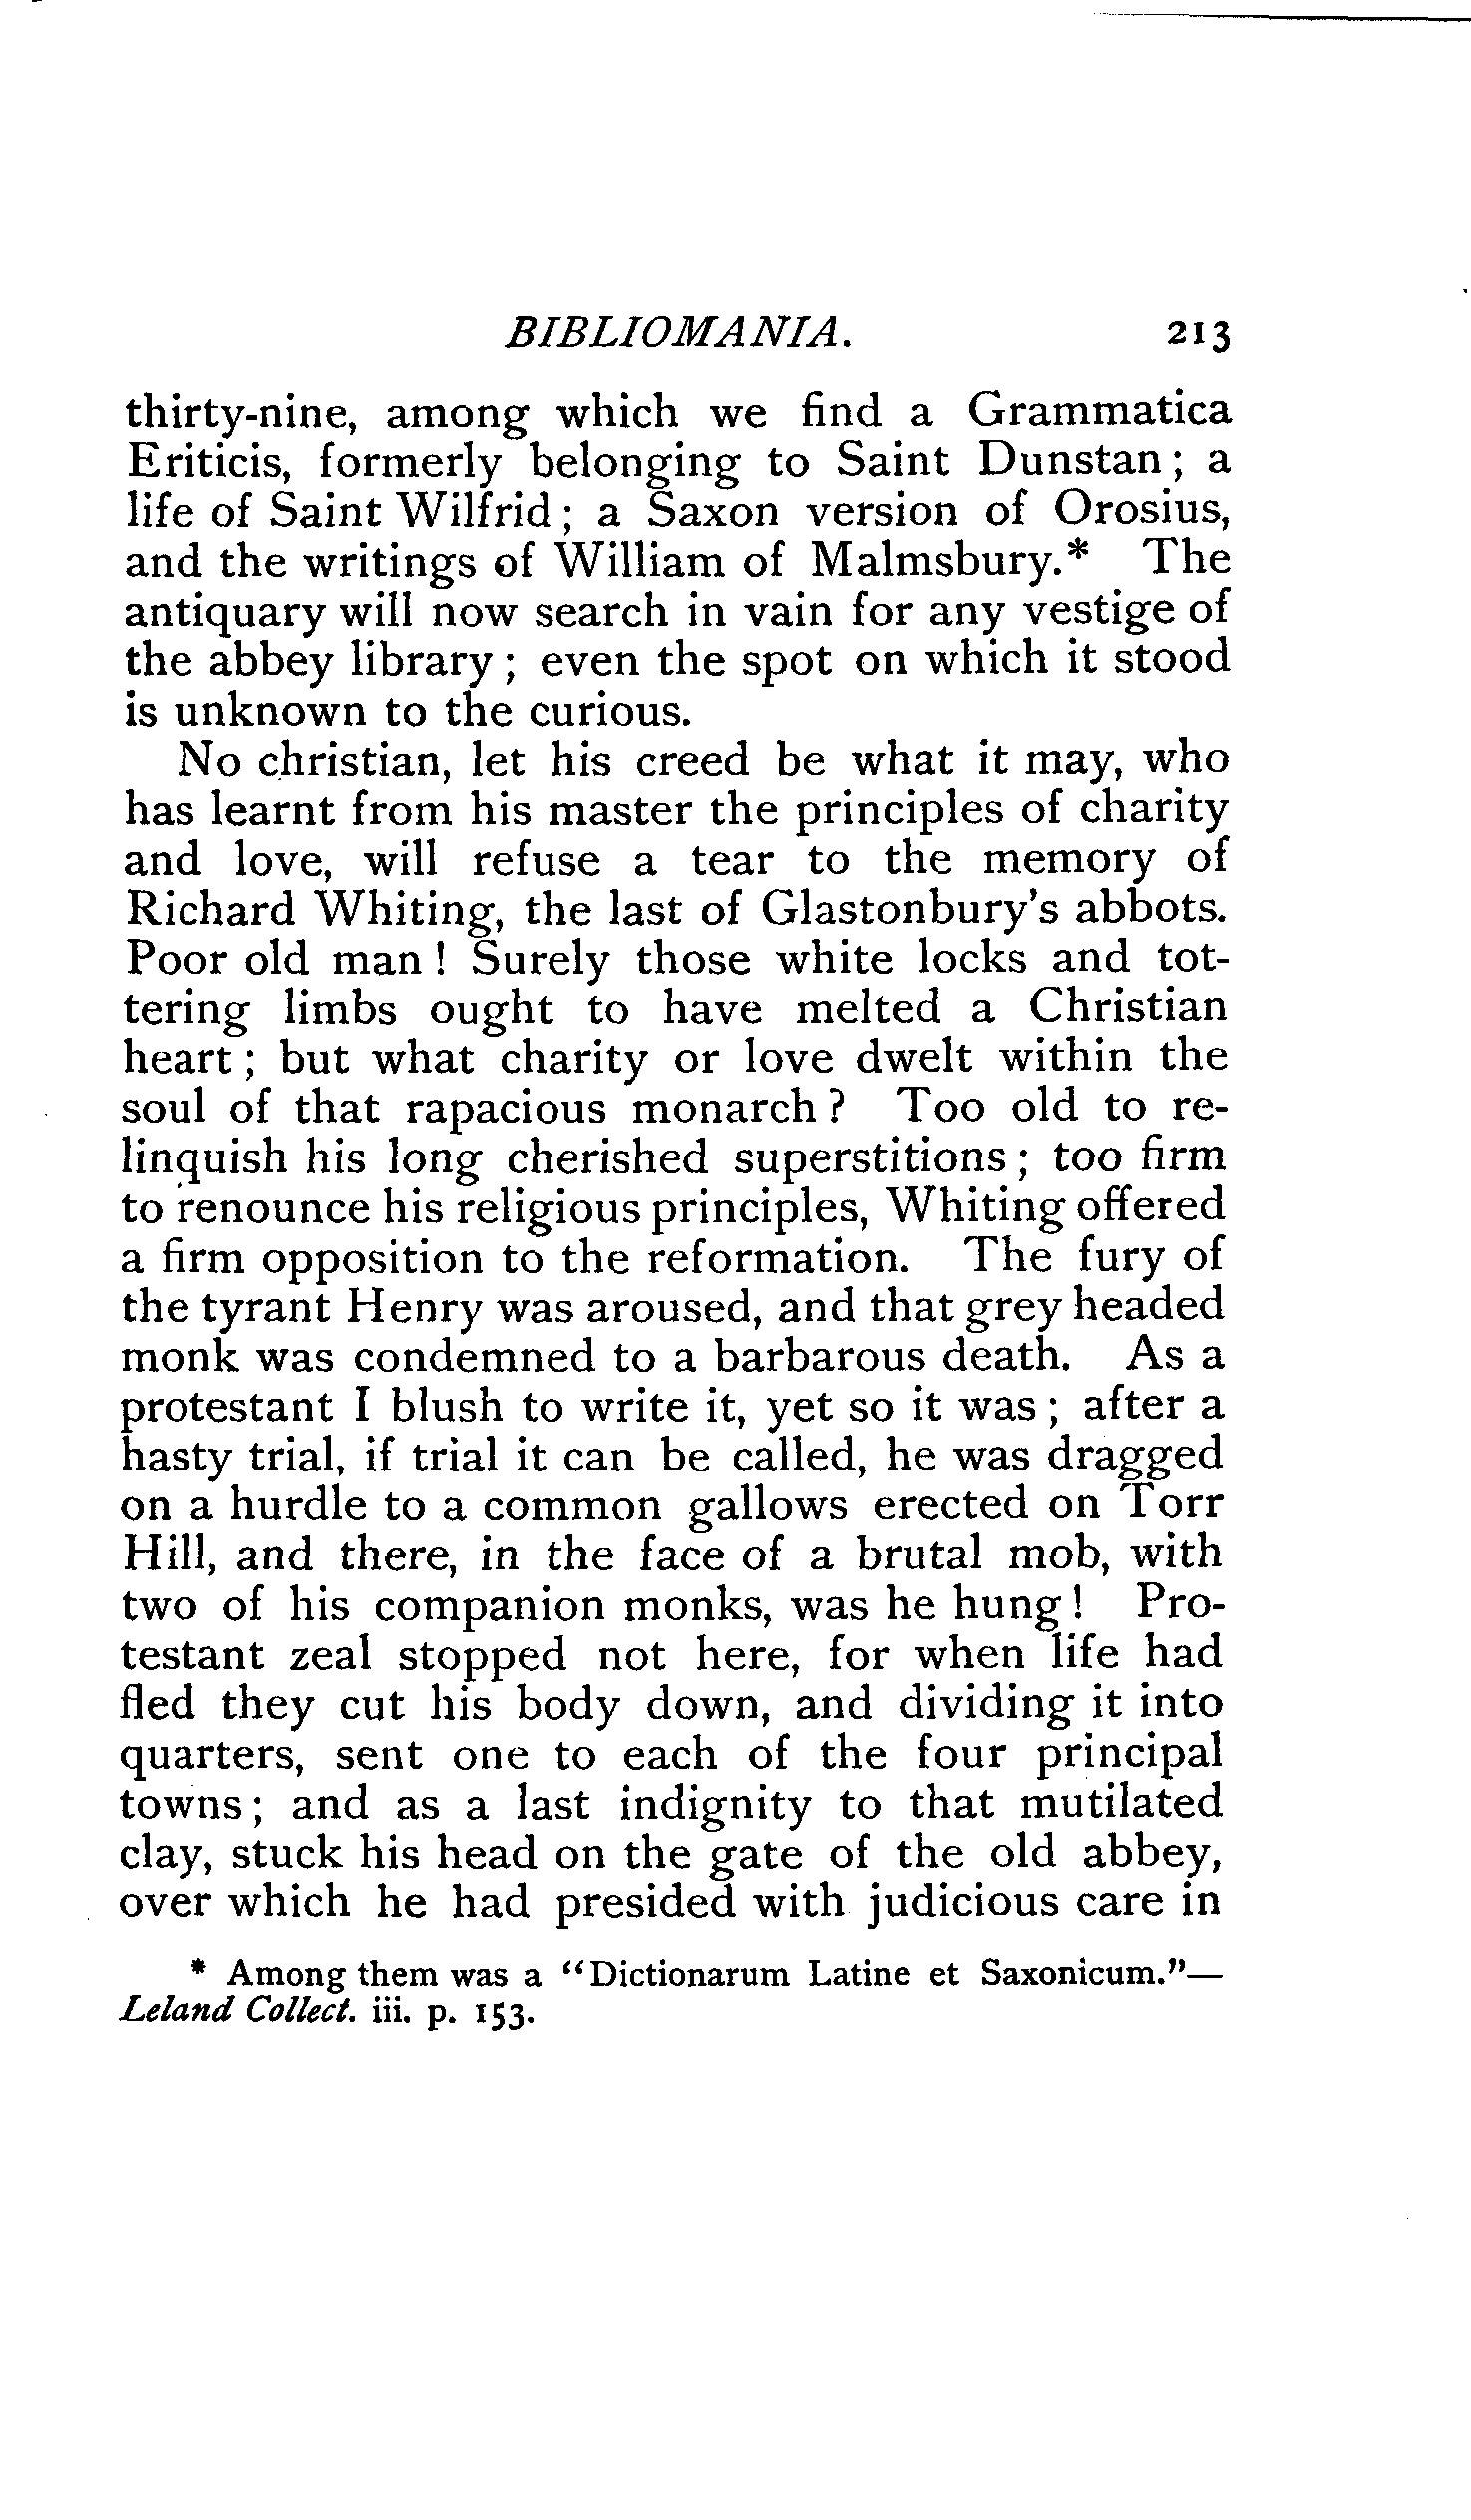 BIBLIOMANIA. 213
thirty-nine, among which we find a Grammatica
Eriticis, formerly belonging to Saint Dunstan; a
life of Saint Wilfrid; a Saxon version of Orosius,
and the writings of William of Malmsbury.* The
antiquary will now search in vain for any vestige of
the abbey library; even the spot on which it stood
is unknown to the curious.
No christian, let his creed be what it may, who
has learnt from his master the principles of charity
and love, will refuse a tear to the memory of
Richard Whiting, the last of Glastonbury's abbots.
Poor old man! Surely those white locks and tot-
tering limbs ought to have melted a Christian
heart; but what charity or love dwelt within the
soul of that rapacious monarch? Too old to re-
linquish his long cherished superstitions; too firm
to renounce his religious principles, Whiting offered
a firm opposition to the reformation. The fury of
the tyrant Henry was aroused, and that grey headed
monk was condemned to a barbarous death. As a
protestant I blush to write it, yet so it was; after a
hasty trial, if trial it can be called, he was dragged
on a hurdle to a common gallows erected on Torr
Hill, and there, in the face of a brutal mob, with
two of his companion monks, was he hung! Pro-
testant zeal stopped not here, for when life had
fled they cut his body down, and dividing it into
quarters, sent one to each of the four principal
towns; and as a last indignity to that mutilated
clay, stuck his head on the gate of the old abbey,
over which he had presided with judicious care in
* Among them was a "Dictionarum Latine et Saxonicum."—
Leland Collect. iii. p. 153.